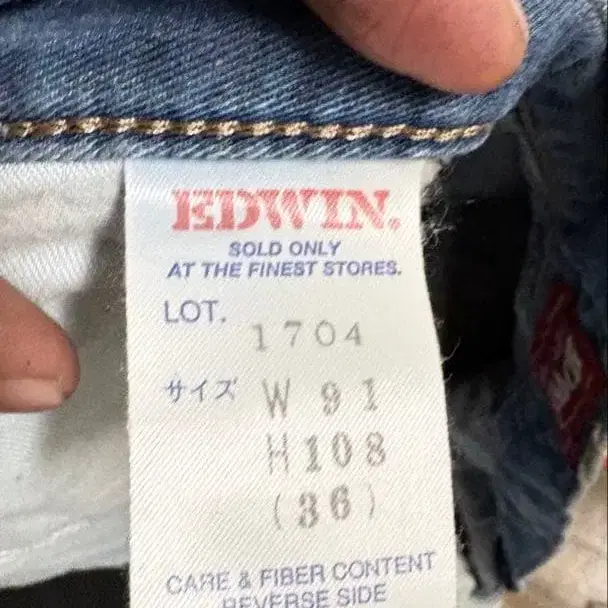 EDWIN.
SOLD ONLY
AT THE FINEST STORES.
LOT.
1704
サイズ W 91
H108
(36)
CARE & FIBER CONTENT
REVERSE SIDE